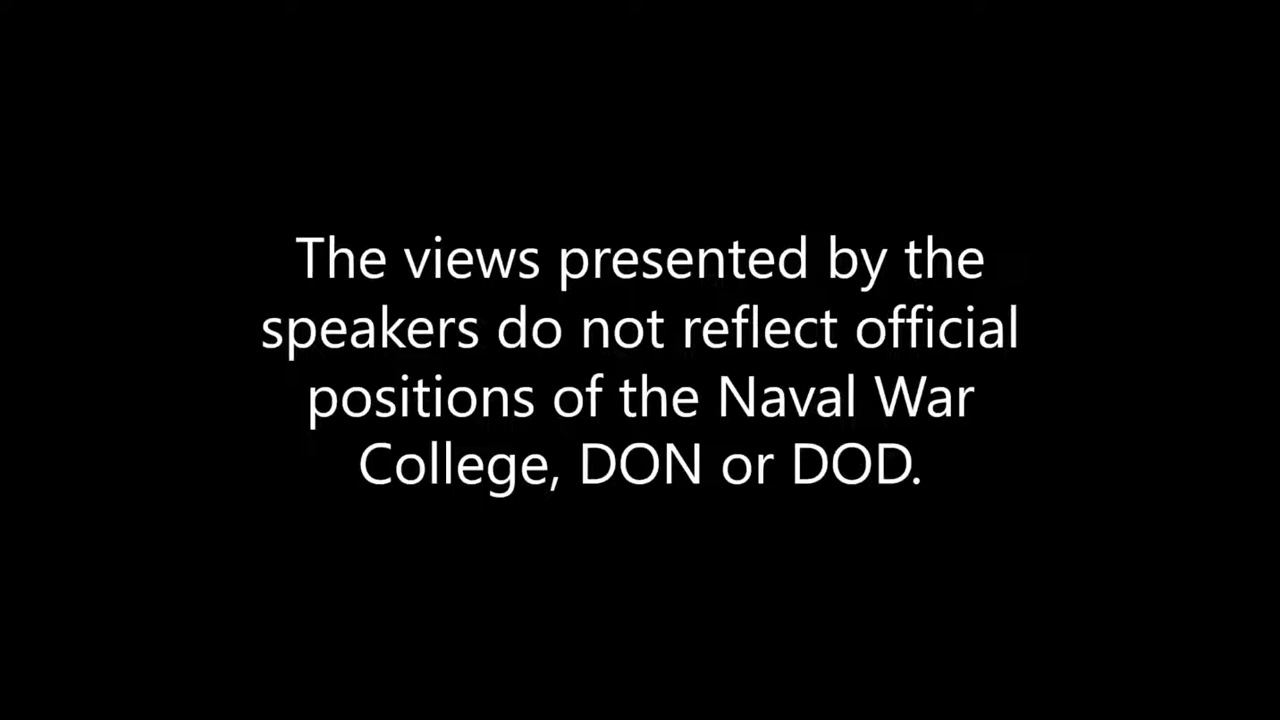 The views presented by the
speakers do not reflect official
positions of the Naval War
College, DON or DOD.